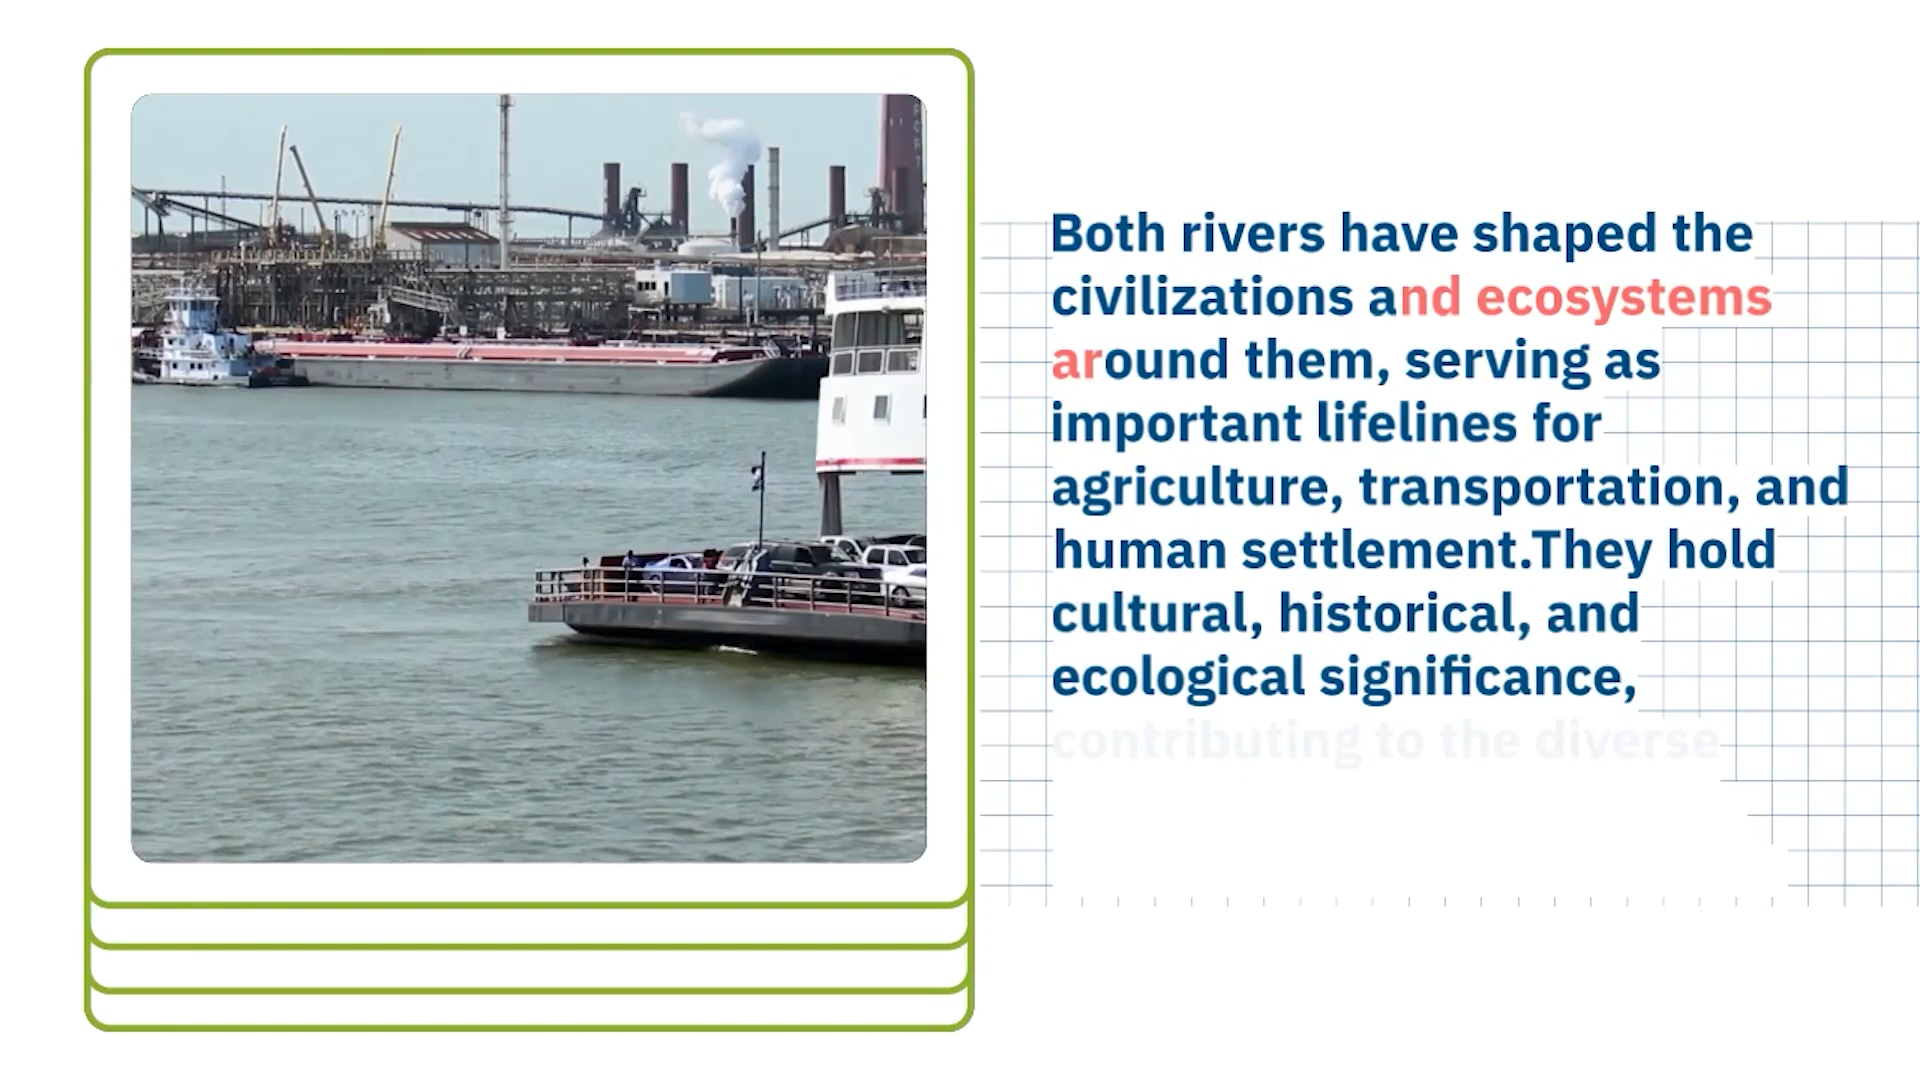 Both rivers have shaped the
civilizations and ecosystems
around them, serving as
important lifelines for
agriculture, transportation, and
human settlement.They hold
cultural, historical, and
ecological significance,
contributing to the diverse